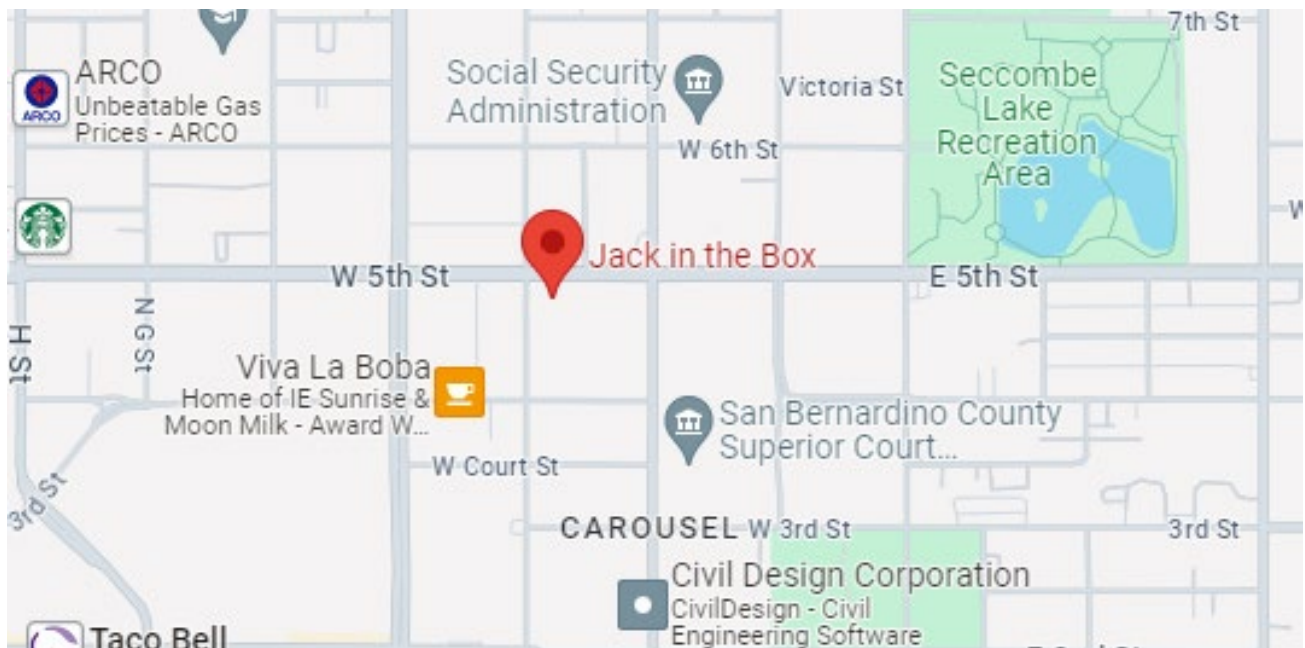 7th St
ARCO
Unbeatable Gas
Prices - ARCO
ARCO
Social Security
Administration
Victoria St
Seccombe
Lake
Recreation
Area
W 6th St
W
Jack in the Box
W 5th St
E 5th St
N G St
H St
Viva La Boba
Home of IE Sunrise &
Moon Milk - Award W...
San Bernardino County
Superior Court...
W Court St
3rd St
CAROUSEL
W 3rd St
3rd St
Civil Design Corporation
CivilDesign - Civil
Engineering Software
Taco Bell